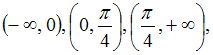 (−∞, 0), (0, π/4), (π/4, +∞),